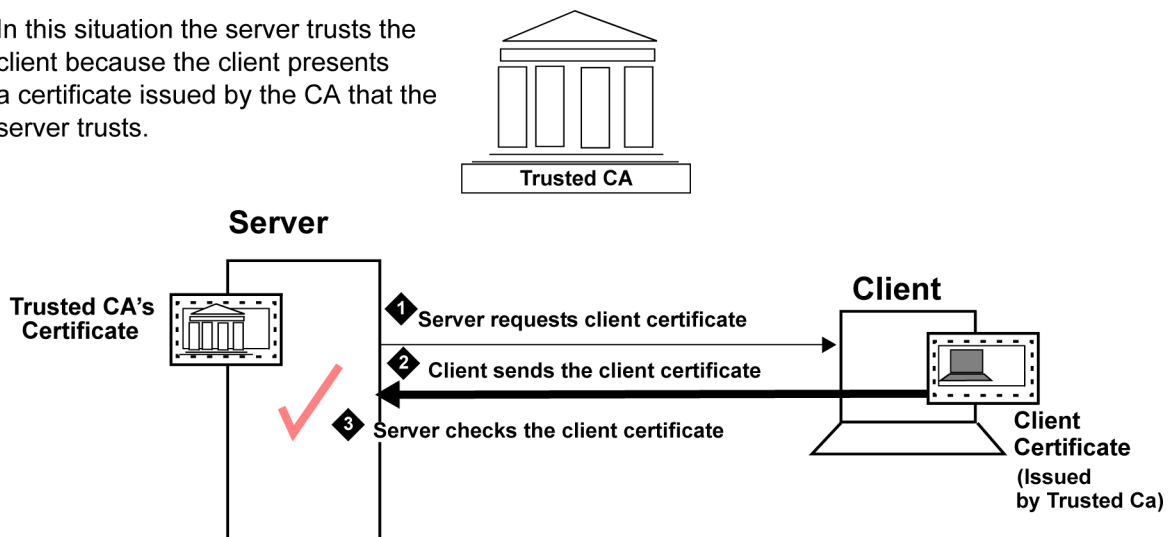 In this situation the server trusts the
client because the client presents
a certificate issued by the CA that the
server trusts.
Trusted CA
Server
Trusted CA's
Certificate
Client
1 Server requests client certificate
2 Client sends the client certificate
3 Server checks the client certificate
Client
Certificate
(Issued
by Trusted Ca)